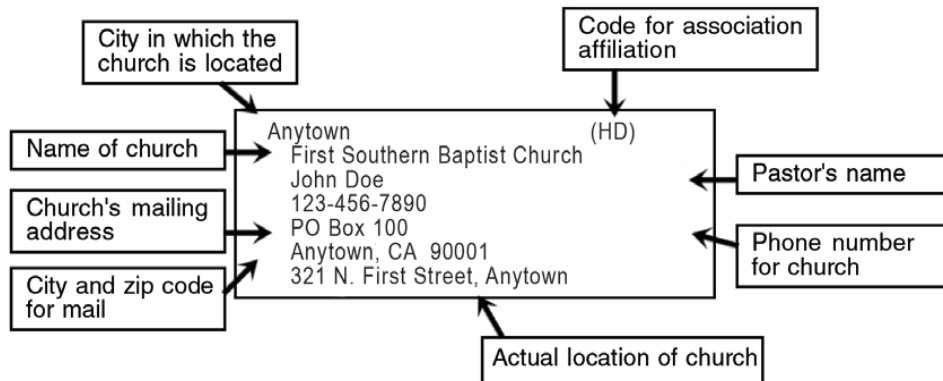 City in which the
church is located
Code for association
affiliation
Anytown (HD)
Name of church
First Southern Baptist Church
John Doe
Pastor's name
123-456-7890
Church's mailing
address
PO Box 100
Phone number
for church
Anytown, CA 90001
City and zip code
for mail
321 N. First Street, Anytown
Actual location of church